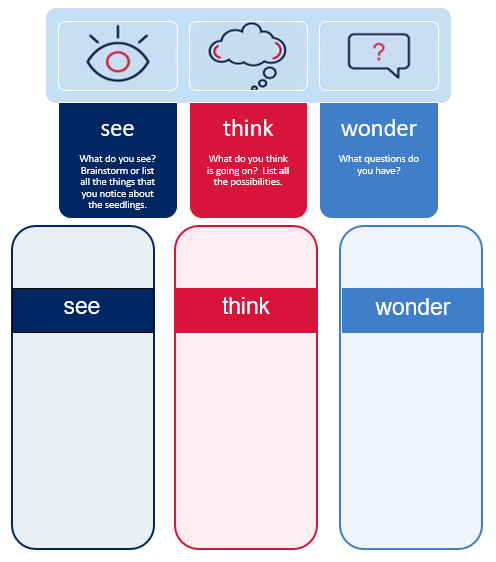 ?
see
What do you see?
Brainstorm or list
all the things that
you notice about
the seedlings.
think
What do you think
is going on?  List all
the possibilities.
wonder
What questions do
you have?
see
think
wonder